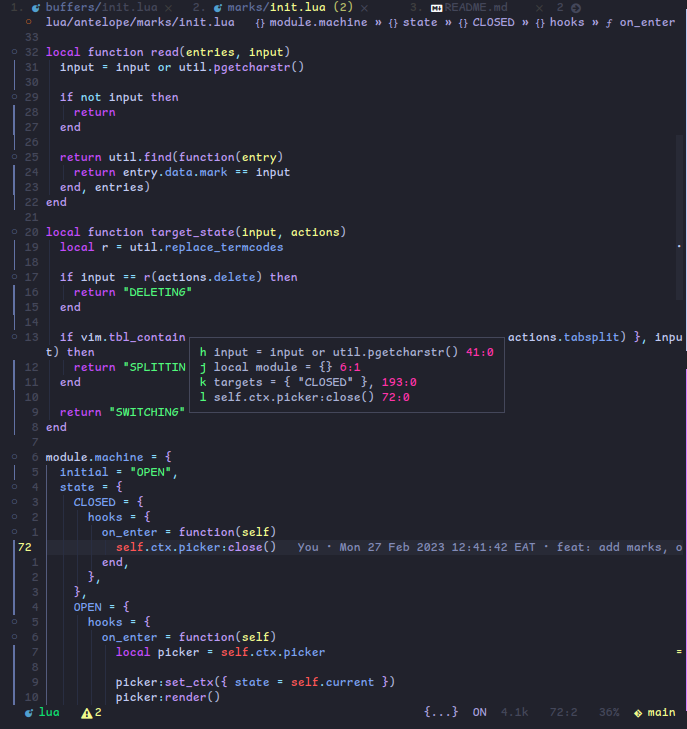 1. buffers/init.lua × 2. marks/init.lua (2) × 3. README.md × 2
lua/antelope/marks/init.lua {} module.machine » {} state » {} CLOSED » {} hooks » ƒ on_enter
33
32 local function read(entries, input)
31 input = input or util.pgetcharstr()
30
29 if not input then
28 return
27 end
26
25 return util.find(function(entry)
24 return entry.data.mark == input
23 end, entries)
22 end
21
20 local function target_state(input, actions)
19 local r = util.replace_termcodes
18
17 if input == r(actions.delete) then
16 return "DELETING"
15 end
14
13 if vim.tbl_contain actions.tabsplit) }, inpu
t) then
h input = input or util.pgetcharstr() 41:0
j local module = {} 6:1
k targets = { "CLOSED" }, 193:0
l self.ctx.picker:close() 72:0
12 return "SPLITTIN
11 end
10
9 return "SWITCHING"
8 end
7
6 module.machine = {
5 initial = "OPEN",
4 state = {
3 CLOSED = {
2 hooks = {
1 on_enter = function(self)
72 self.ctx.picker:close() You · Mon 27 Feb 2023 12:41:42 EAT · feat: add marks, o
1 end,
2 },
3 },
4 OPEN = {
5 hooks = {
6 on_enter = function(self)
7 local picker = self.ctx.picker =
8
9 picker:set_ctx({ state = self.current })
10 picker:render()
lua 2 {...} ON 4.1k 72:2 36% main